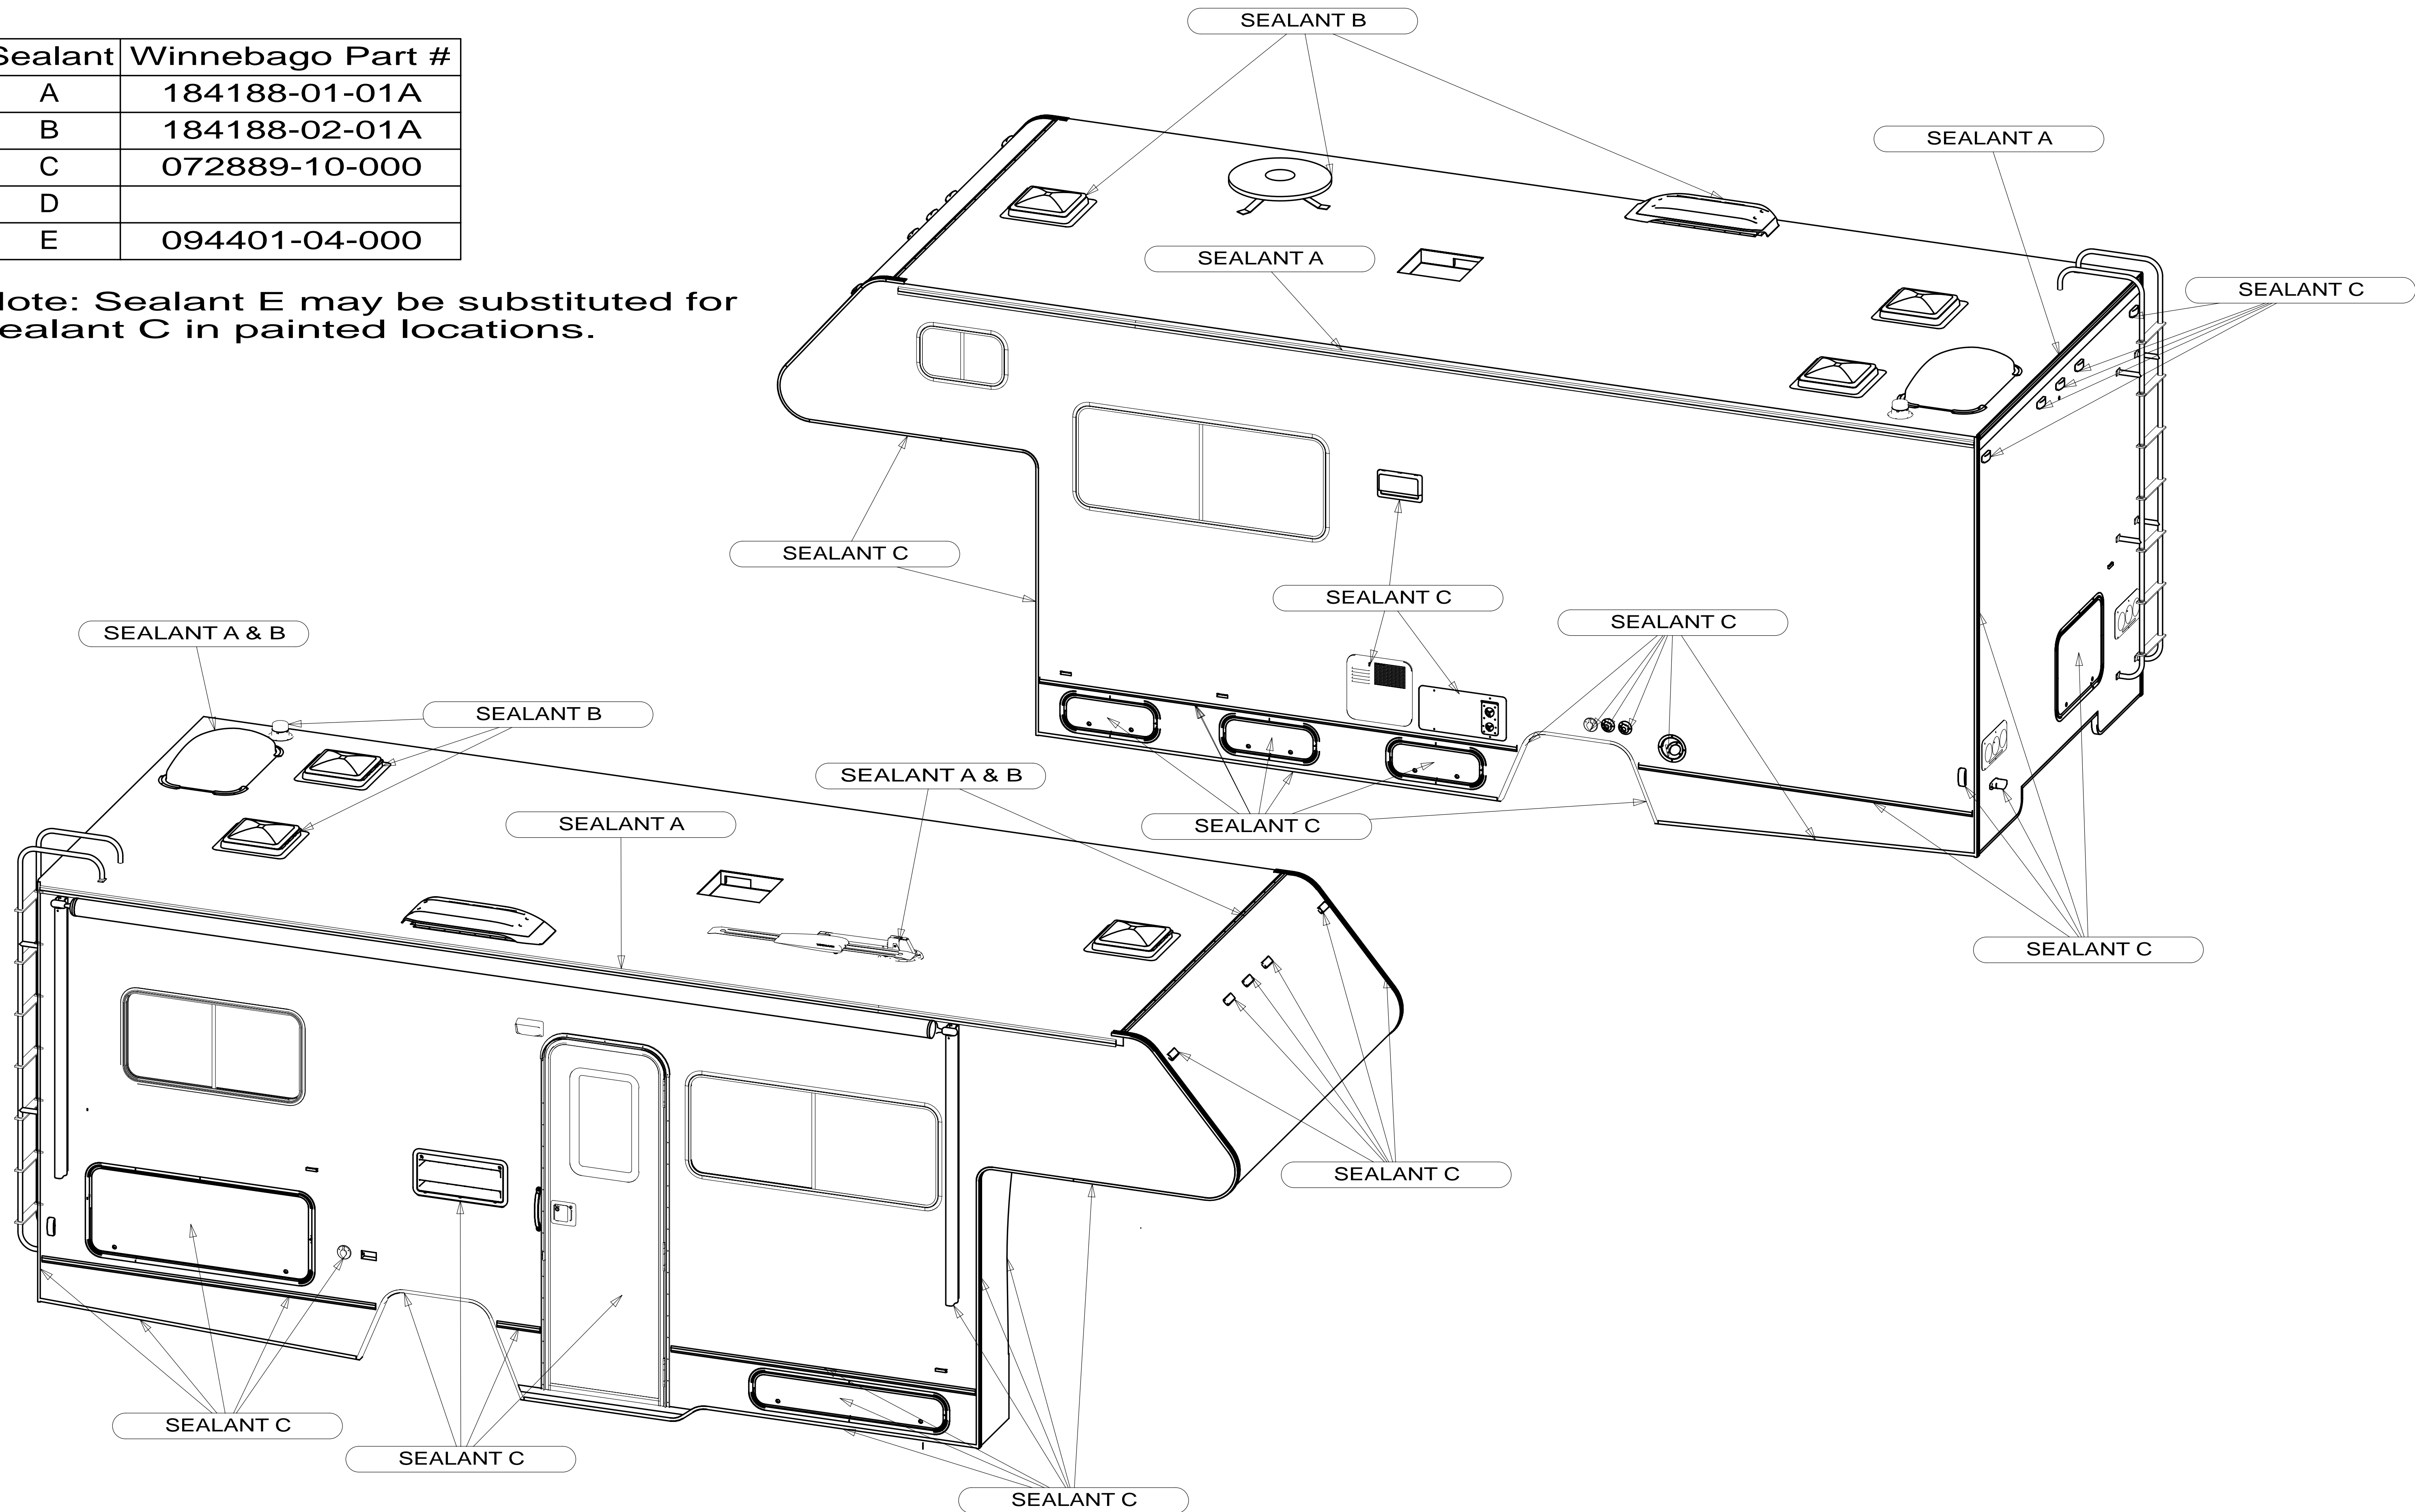 Sealant Winnebago Part #
A 184188-01-01A
B 184188-02-01A
C 072889-10-000
D
E 094401-04-000
Note: Sealant E may be substituted for
ealant C in painted locations.
SEALANT B
SEALANT A
SEALANT A
SEALANT C
SEALANT C
SEALANT C
SEALANT C
SEALANT C
SEALANT C
SEALANT A & B
SEALANT B
SEALANT A & B
SEALANT A
SEALANT C
SEALANT C
SEALANT C
SEALANT C